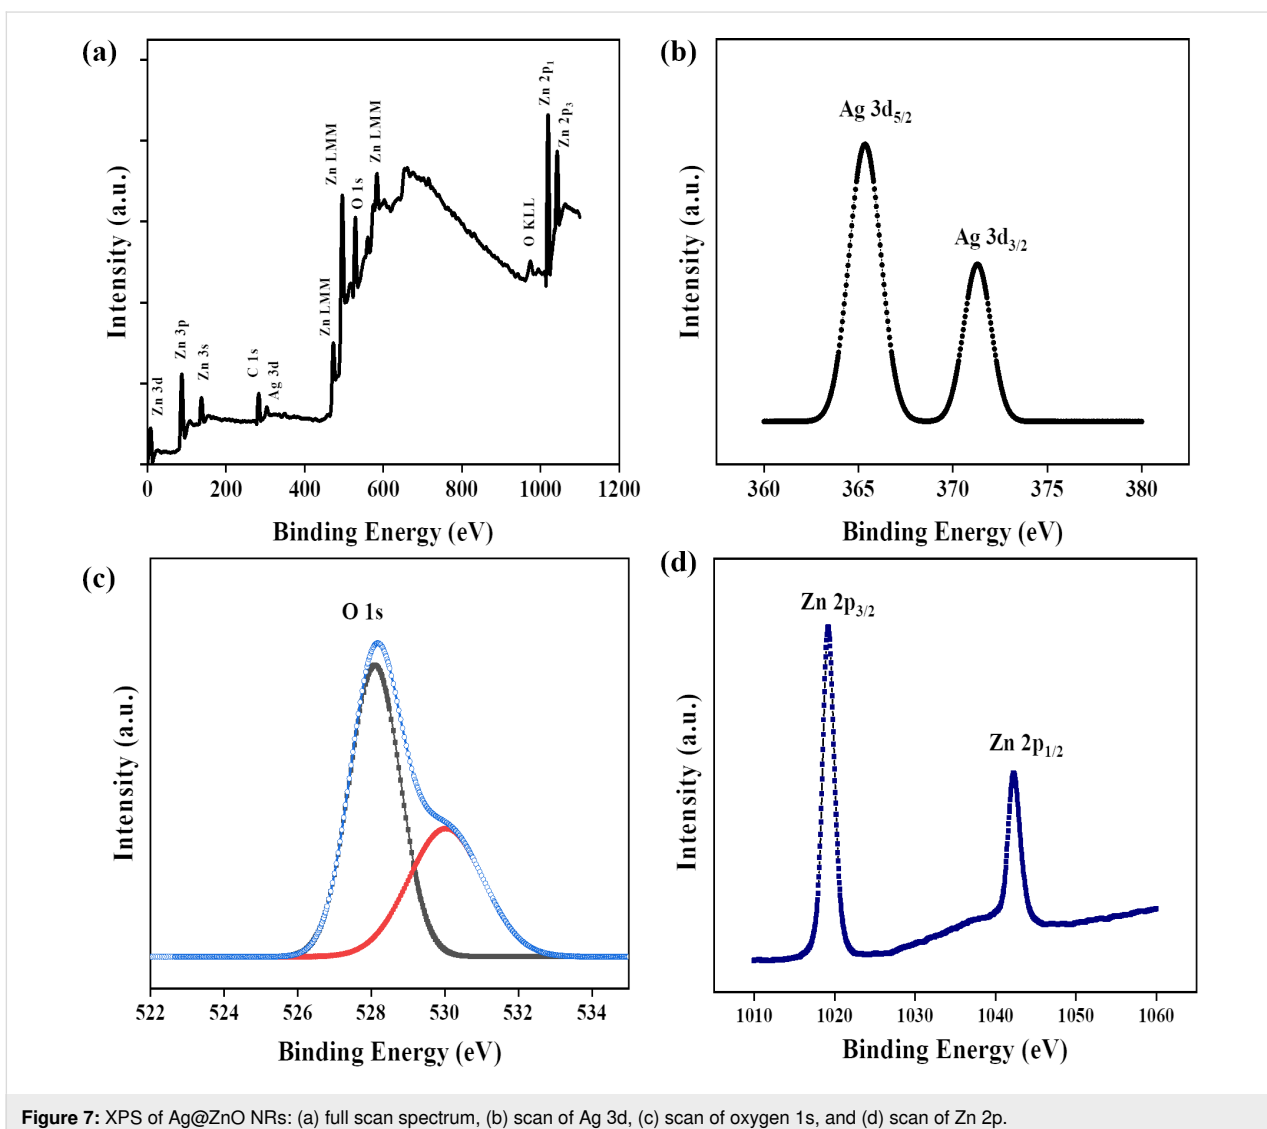 (a)
Intensity (a.u.)
Zn 3d
Zn 3p
Zn 3s
C 1s
Ag 3d
Zn LMM
Zn LMM
O 1s
Zn LMM
O KLL
Zn 2p1
Zn 2p3
0 200 400 600 800 1000 1200
Binding Energy (eV)
(b)
Intensity (a.u.)
Ag 3d5/2
Ag 3d3/2
360 365 370 375 380
Binding Energy (eV)
(c)
Intensity (a.u.)
O 1s
522 524 526 528 530 532 534
Binding Energy (eV)
(d)
Intensity (a.u.)
Zn 2p3/2
Zn 2p1/2
1010 1020 1030 1040 1050 1060
Binding Energy (eV)
Figure 7: XPS of Ag@ZnO NRs: (a) full scan spectrum, (b) scan of Ag 3d, (c) scan of oxygen 1s, and (d) scan of Zn 2p.